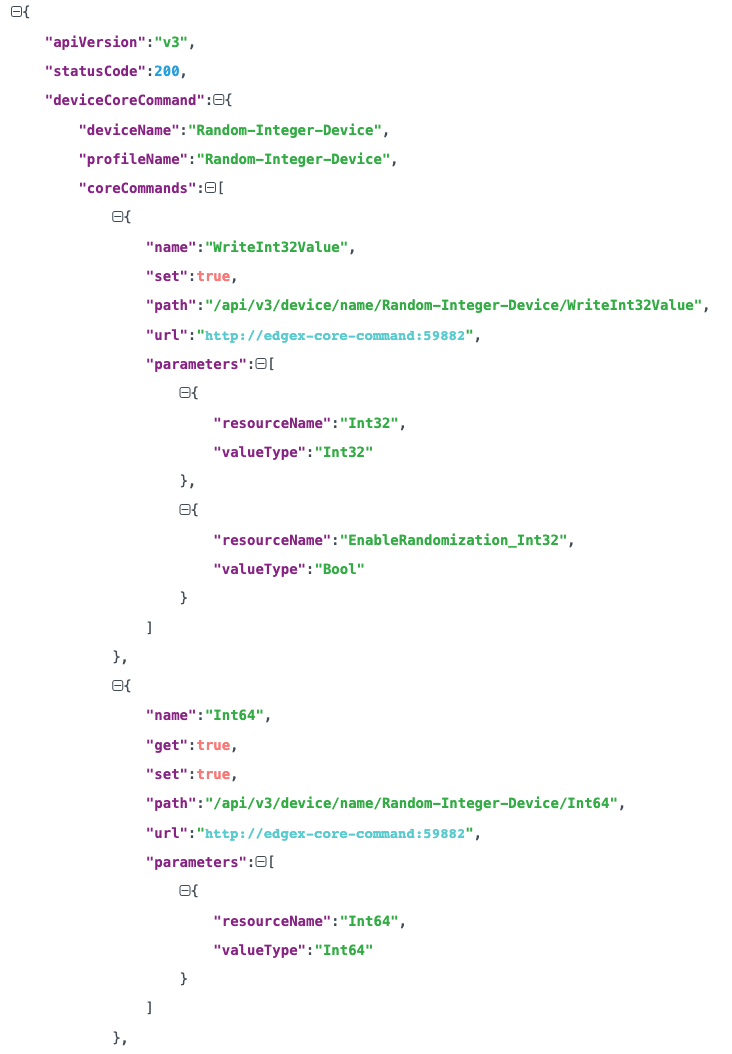 {
"apiVersion":"v3",
"statusCode":200,
"deviceCoreCommand":{
"deviceName":"Random-Integer-Device",
"profileName":"Random-Integer-Device",
"coreCommands":[
{
"name":"WriteInt32Value",
"set":true,
"path":"/api/v3/device/name/Random-Integer-Device/WriteInt32Value",
"url":"http://edgex-core-command:59882",
"parameters":[
{
"resourceName":"Int32",
"valueType":"Int32"
},
{
"resourceName":"EnableRandomization_Int32",
"valueType":"Bool"
}
]
},
{
"name":"Int64",
"get":true,
"set":true,
"path":"/api/v3/device/name/Random-Integer-Device/Int64",
"url":"http://edgex-core-command:59882",
"parameters":[
{
"resourceName":"Int64",
"valueType":"Int64"
}
]
},